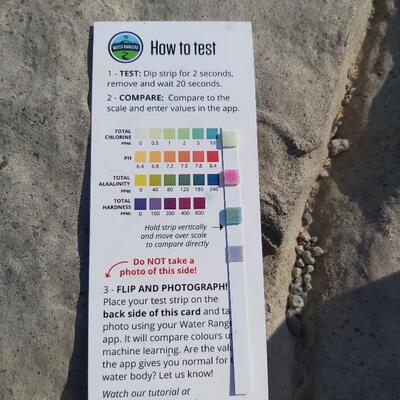 WATER RANGERS
How to test
1 - TEST: Dip strip for 2 seconds,
remove and wait 20 seconds.
2 - COMPARE: Compare to the
scale and enter values in the app.
TOTAL
CHLORINE
PPM: 0 0.5 1 2 5 10
PH
6.4 6.8 7.2 7.5 7.8 8.4
TOTAL
ALKALINITY
PPM: 0 40 80 120 180 240
TOTAL
HARDNESS
PPM: 0 100 200 400 800
Hold strip vertically
and move over scale
to compare directly
Do NOT take a
photo of this side!
3 - FLIP AND PHOTOGRAPH!
Place your test strip on the
back side of this card and ta
photo using your Water Range
app. It will compare colours u
machine learning. Are the valu
the app gives you normal for t
water body? Let us know!
Watch our tutorial at